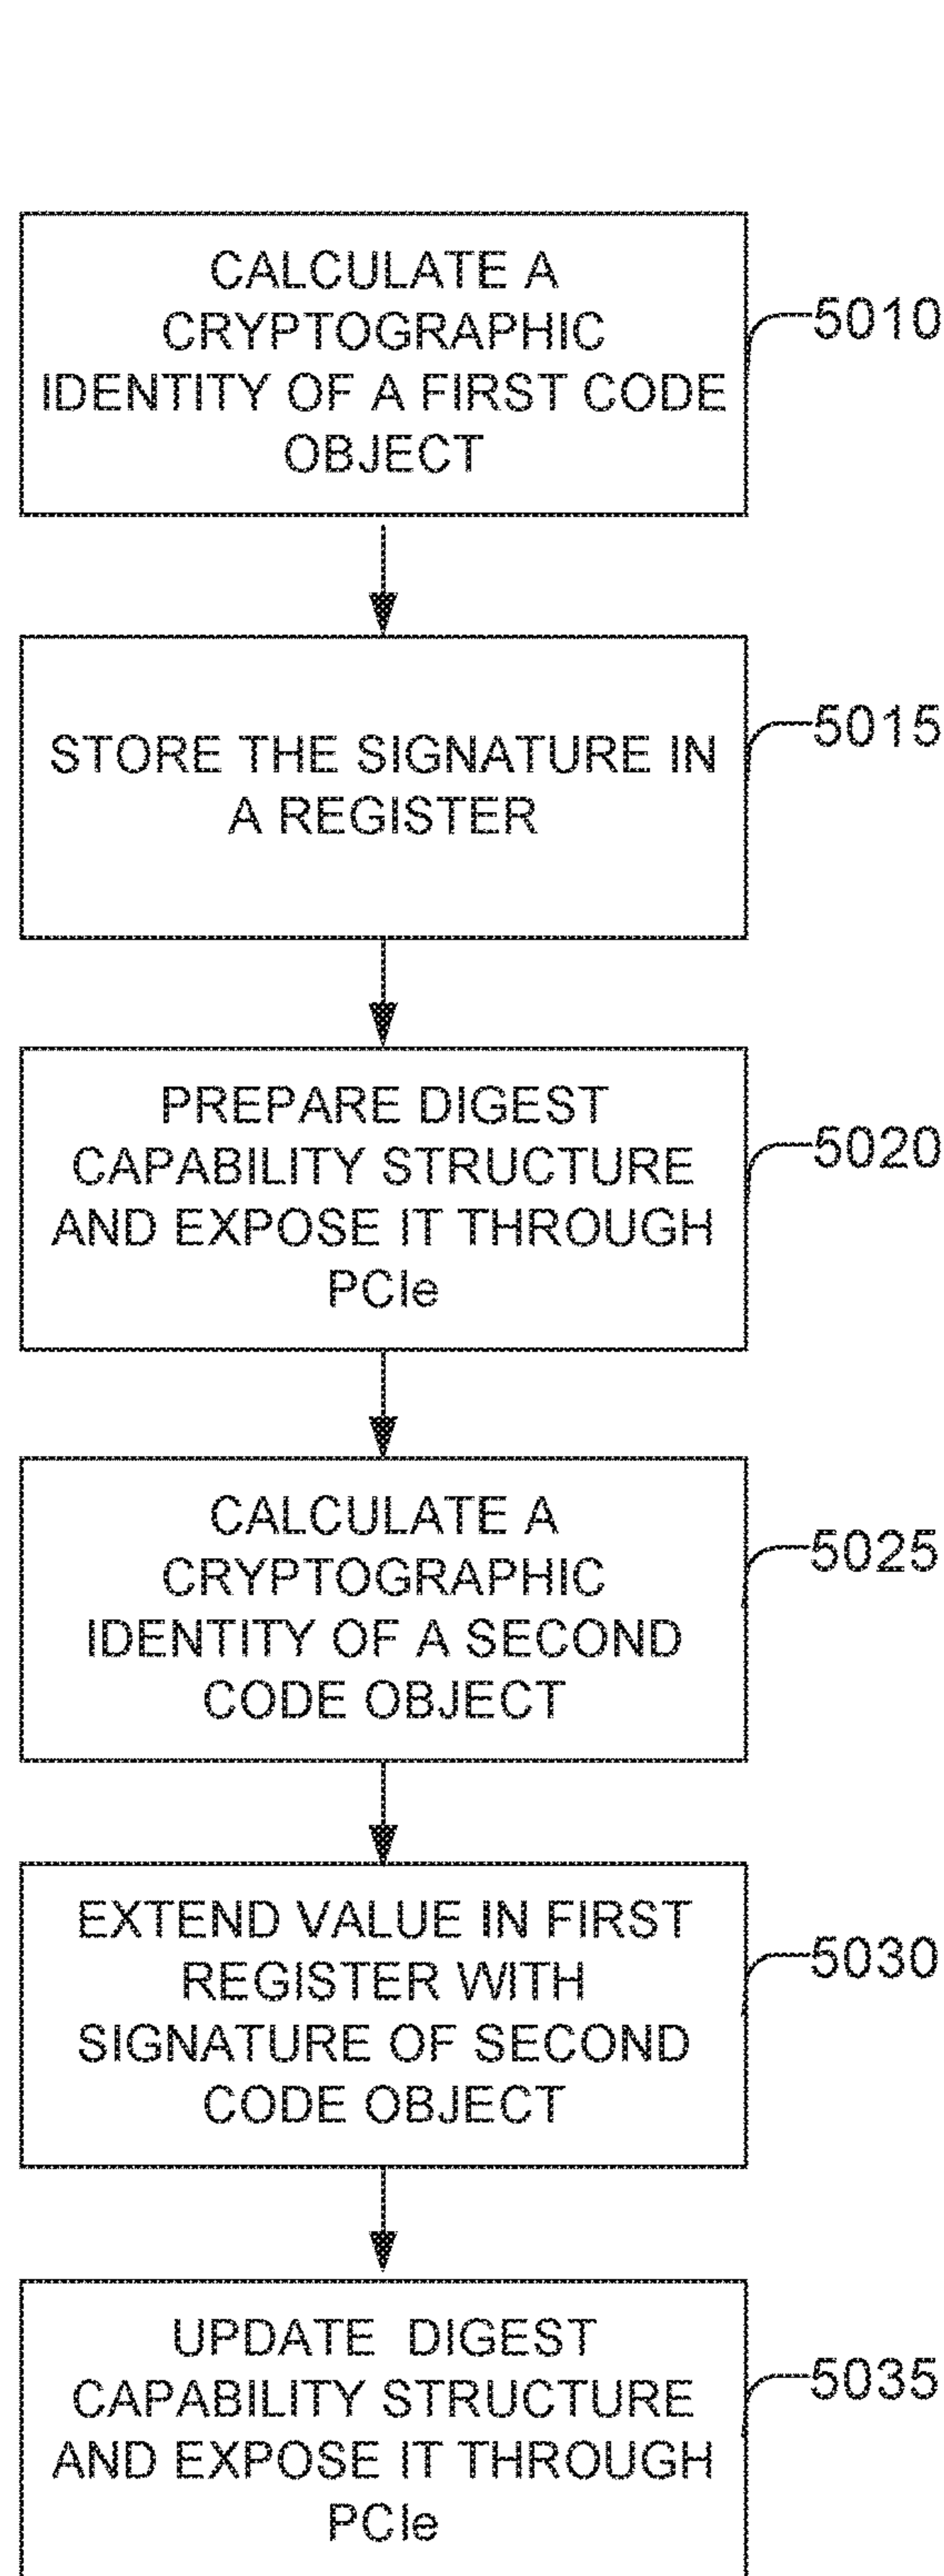 CALCULATE A
CRYPTOGRAPHIC
IDENTITY OF A FIRST CODE
OBJECT
5010
STORE THE SIGNATURE IN
A REGISTER
5015
PREPARE DIGEST
CAPABILITY STRUCTURE
AND EXPOSE IT THROUGH
PCIe
5020
CALCULATE A
CRYPTOGRAPHIC
IDENTITY OF A SECOND
CODE OBJECT
5025
EXTEND VALUE IN FIRST
REGISTER WITH
SIGNATURE OF SECOND
CODE OBJECT
5030
UPDATE DIGEST
CAPABILITY STRUCTURE
AND EXPOSE IT THROUGH
PCIe
5035